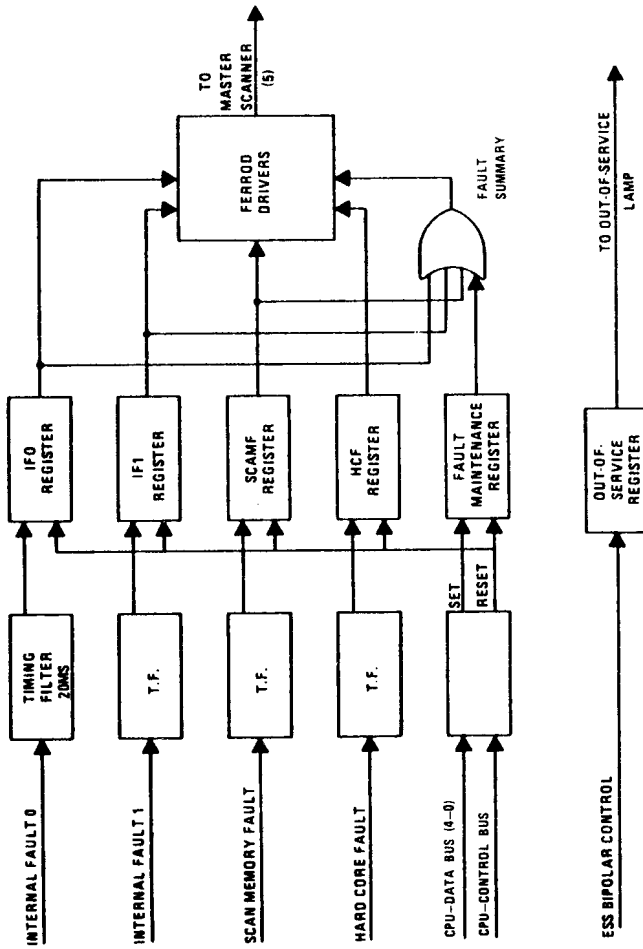 INTERNAL FAULT 0
TIMING
FILTER
20MS
IF0
REGISTER
INTERNAL FAULT 1
T.F.
IF1
REGISTER
SCAN MEMORY FAULT
T.F.
SCAMF
REGISTER
HARD CORE FAULT
T.F.
HCF
REGISTER
CPU-DATA BUS (4-0)
CPU-CONTROL BUS
SET
RESET
FAULT
MAINTENANCE
REGISTER
FERROD
DRIVERS
TO
MASTER
SCANNER
(5)
FAULT
SUMMARY
ESS BIPOLAR CONTROL
OUT-OF-
SERVICE
REGISTER
TO OUT-OF-SERVICE
LAMP